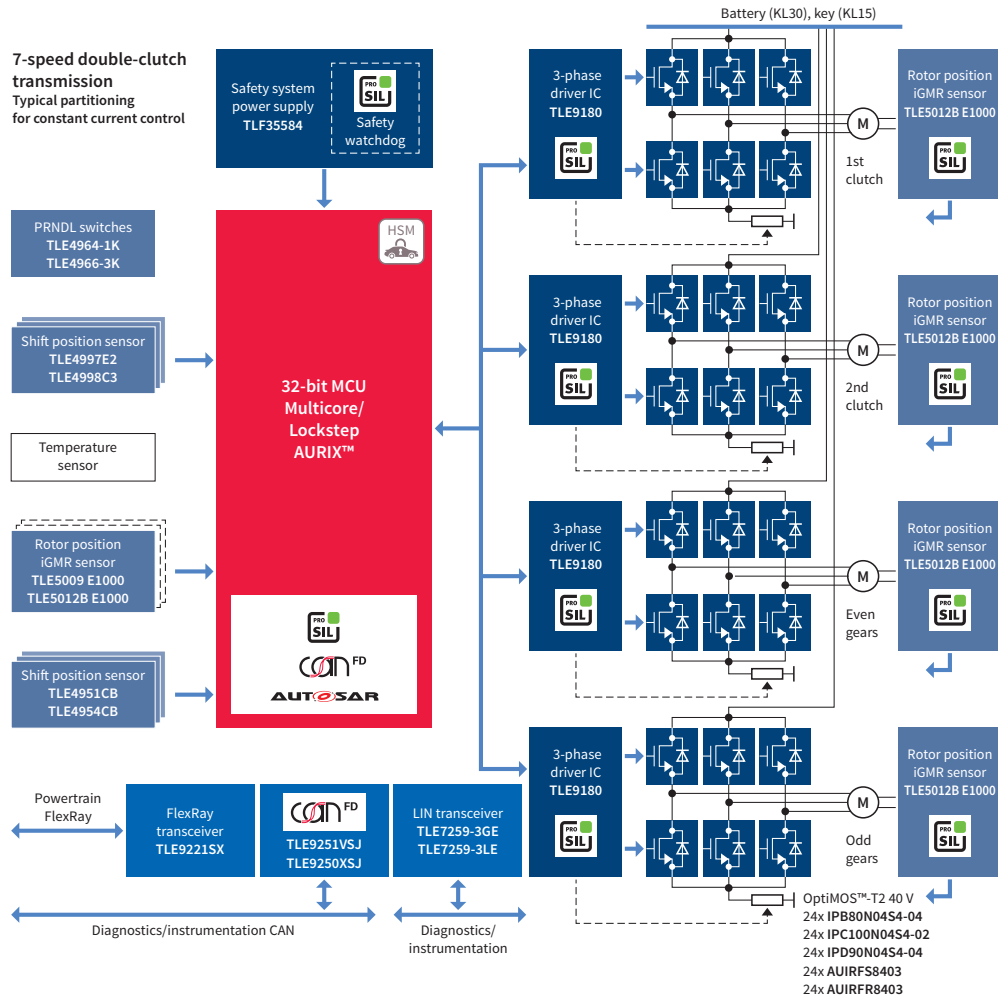 Battery (KL30), key (KL15)
7-speed double-clutch
transmission
Typical partitioning
for constant current control
Safety system
power supply
TLF35584
PRO
SIL
Safety
watchdog
PRNDL switches
TLE4964-1K
TLE4966-3K
Shift position sensor
TLE4997E2
TLE4998C3
Temperature
sensor
Rotor position
iGMR sensor
TLE5009 E1000
TLE5012B E1000
Shift position sensor
TLE4951CB
TLE4954CB
HSM
32-bit MCU
Multicore/
Lockstep
AURIX™
PRO
SIL
CAN FD
AUTOSAR
Powertrain
FlexRay
FlexRay
transceiver
TLE9221SX
CAN FD
TLE9251VSJ
TLE9250XSJ
LIN transceiver
TLE7259-3GE
TLE7259-3LE
Diagnostics/instrumentation CAN
Diagnostics/
instrumentation
3-phase
driver IC
TLE9180
PRO
SIL
M
1st
clutch
Rotor position
iGMR sensor
TLE5012B E1000
PRO
SIL
3-phase
driver IC
TLE9180
PRO
SIL
M
2nd
clutch
Rotor position
iGMR sensor
TLE5012B E1000
PRO
SIL
3-phase
driver IC
TLE9180
PRO
SIL
M
Even
gears
Rotor position
iGMR sensor
TLE5012B E1000
PRO
SIL
3-phase
driver IC
TLE9180
PRO
SIL
M
Odd
gears
Rotor position
iGMR sensor
TLE5012B E1000
PRO
SIL
OptiMOS™-T2 40 V
24x IPB80N04S4-04
24x IPC100N04S4-02
24x IPD90N04S4-04
24x AUIRFS8403
24x AUIRFR8403